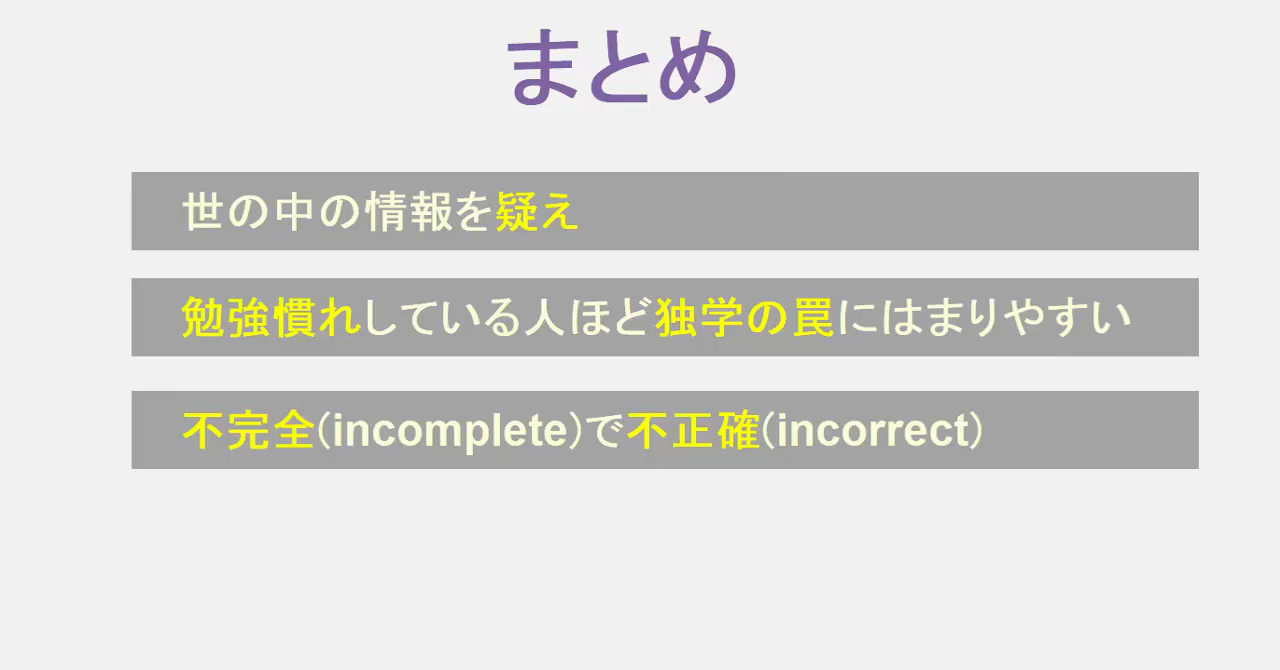 まとめ
世の中の情報を疑え
勉強慣れしている人ほど独学の罠にはまりやすい
不完全(incomplete)で不正確(incorrect)